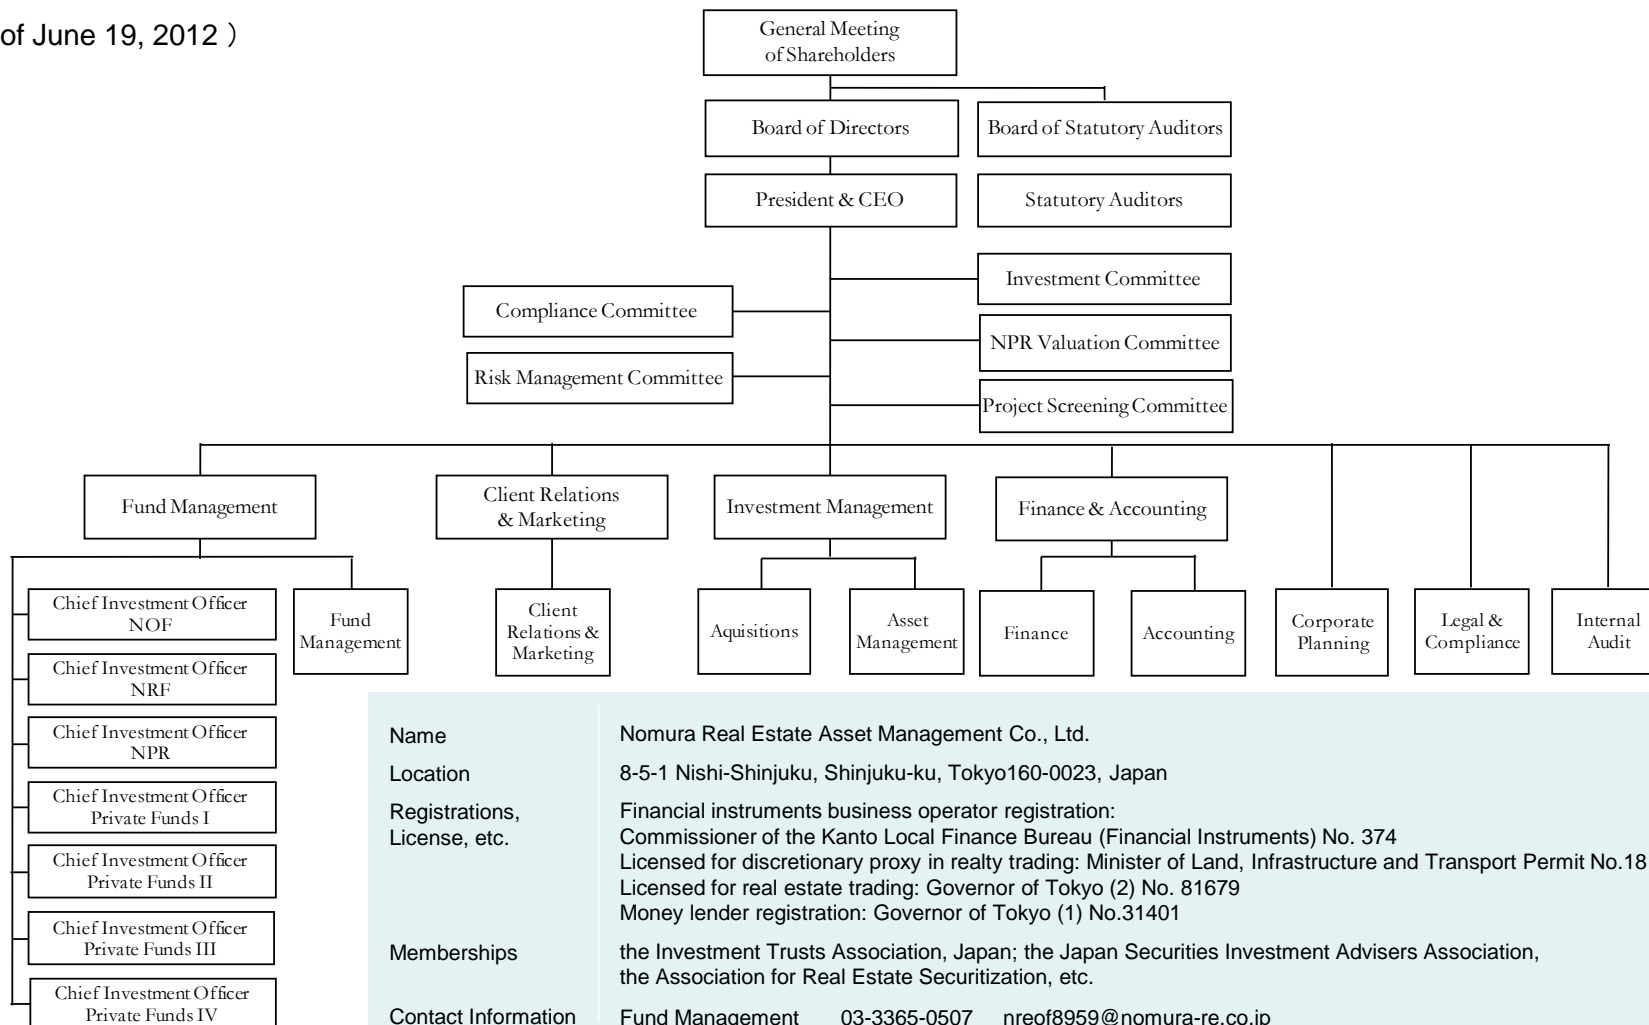 of June 19, 2012 ）
General Meeting
of Shareholders
Board of Directors
Board of Statutory Auditors
President & CEO
Statutory Auditors
Investment Committee
Compliance Committee
NPR Valuation Committee
Risk Management Committee
Project Screening Committee
Fund Management
Client Relations
& Marketing
Investment Management
Finance & Accounting
Chief Investment Officer
NOF
Chief Investment Officer
NRF
Chief Investment Officer
NPR
Chief Investment Officer
Private Funds I
Chief Investment Officer
Private Funds II
Chief Investment Officer
Private Funds III
Chief Investment Officer
Private Funds IV
Fund
Management
Client
Relations &
Marketing
Aquisitions
Asset
Management
Finance
Accounting
Corporate
Planning
Legal &
Compliance
Internal
Audit
Name Nomura Real Estate Asset Management Co., Ltd.
Location 8-5-1 Nishi-Shinjuku, Shinjuku-ku, Tokyo160-0023, Japan
Registrations, Financial instruments business operator registration:
License, etc. Commissioner of the Kanto Local Finance Bureau (Financial Instruments) No. 374
Licensed for discretionary proxy in realty trading: Minister of Land, Infrastructure and Transport Permit No.18
Licensed for real estate trading: Governor of Tokyo (2) No. 81679
Money lender registration: Governor of Tokyo (1) No.31401
Memberships the Investment Trusts Association, Japan; the Japan Securities Investment Advisers Association,
the Association for Real Estate Securitization, etc.
Contact Information Fund Management 03-3365-0507 nreof8959@nomura-re.co.jp